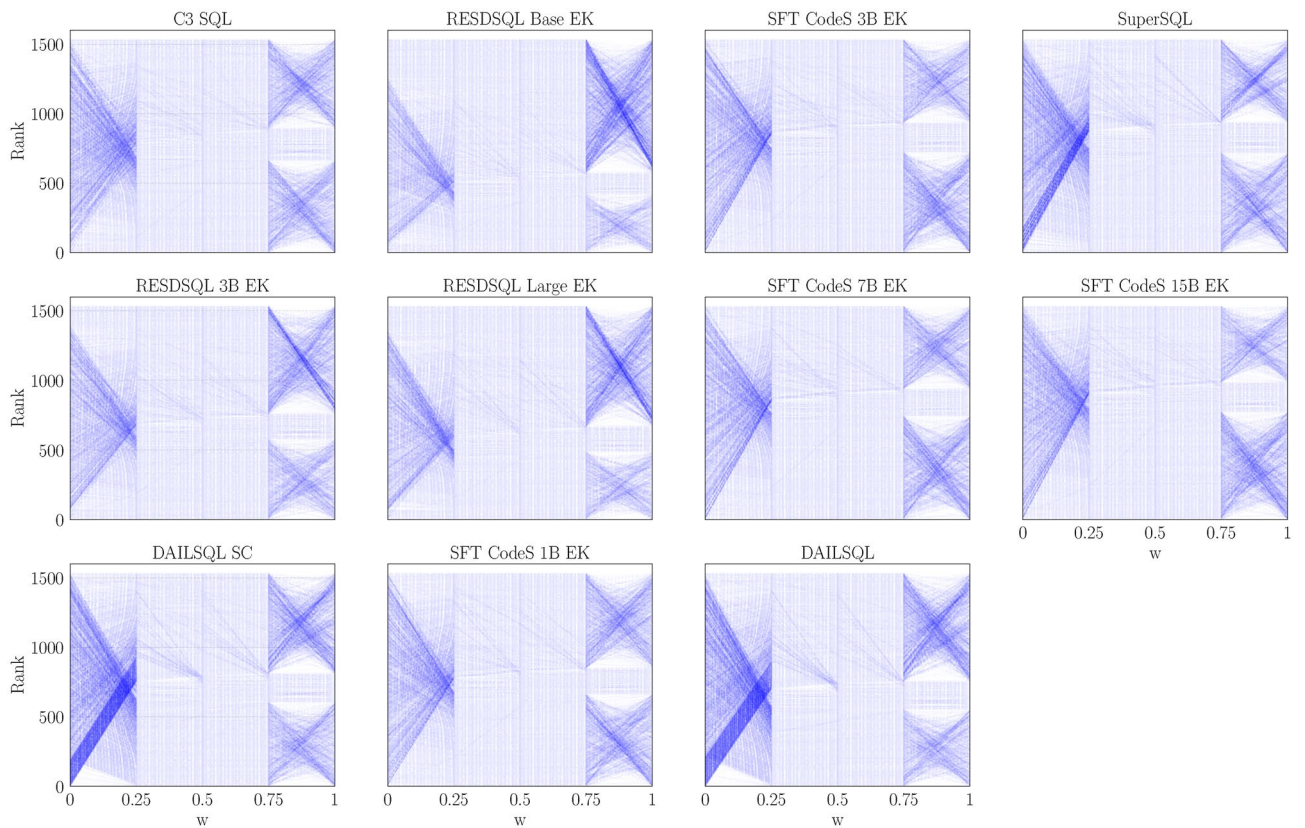 C3 SQL
RESDSQL Base EK
SFT CodeS 3B EK
SuperSQL
1500
1000
500
0
Rank
RESDSQL 3B EK
RESDSQL Large EK
SFT CodeS 7B EK
SFT CodeS 15B EK
1500
1000
500
0
Rank
0 0.25 0.5 0.75 1
w
DAILSQL SC
SFT CodeS 1B EK
DAILSQL
1500
1000
500
0
Rank
0 0.25 0.5 0.75 1
w
0 0.25 0.5 0.75 1
w
0 0.25 0.5 0.75 1
w